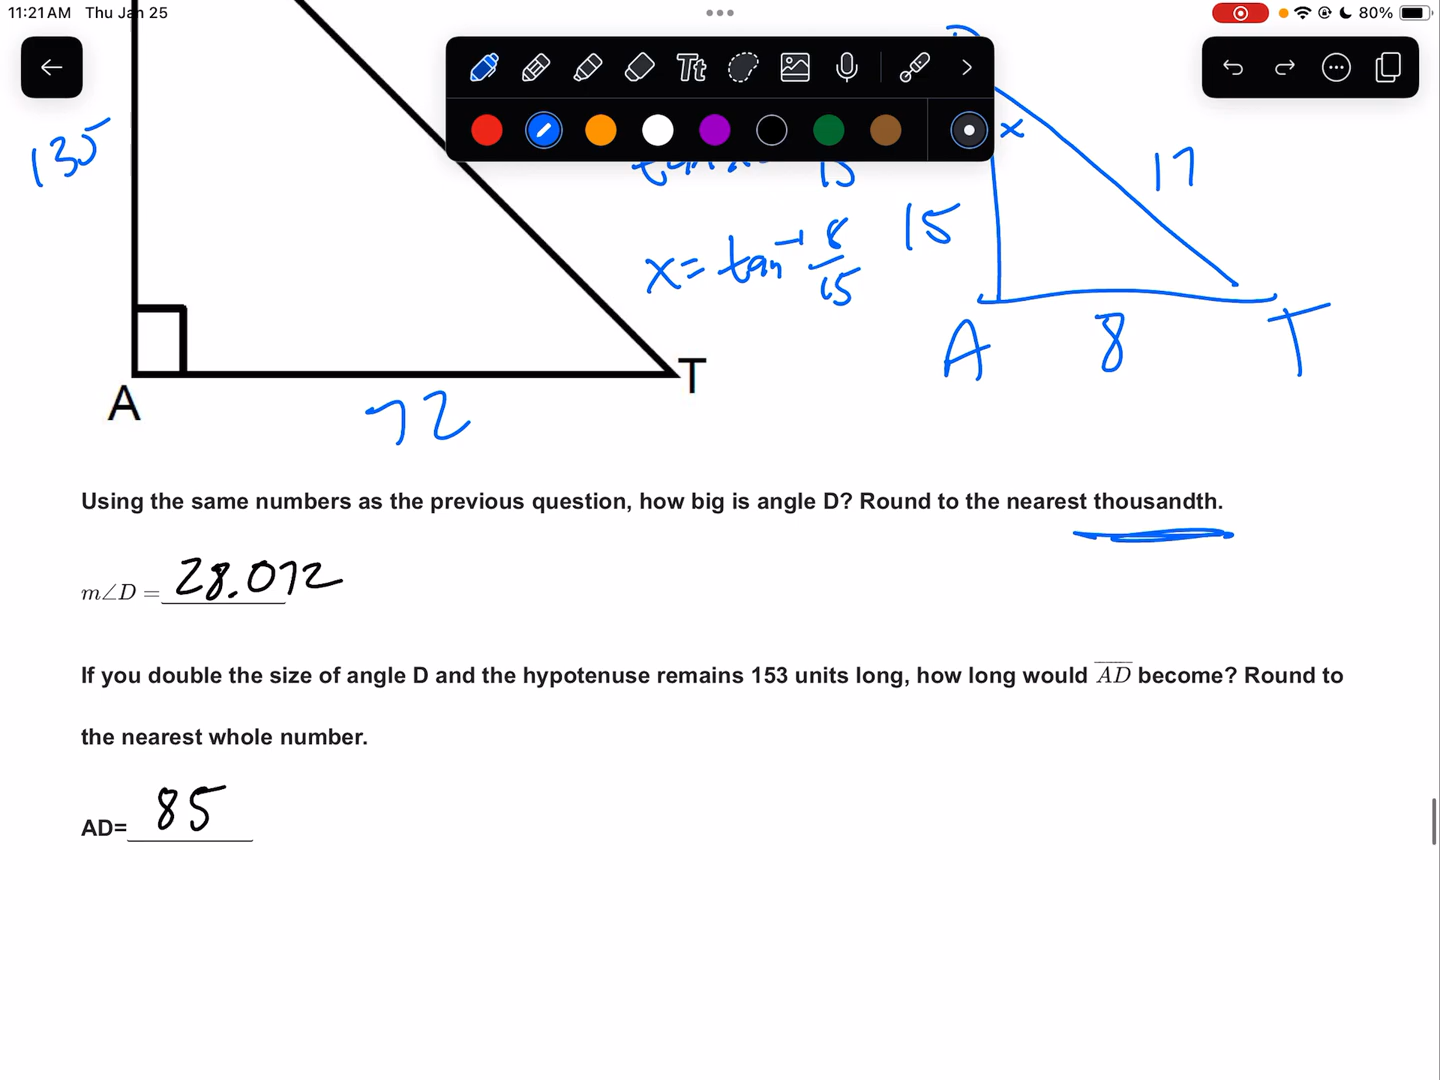 11:21 AM Thu Jan 25
80%
Tt
135
x
17
15
15
x = tan⁻¹ 8/15
A
8
T
T
A
72
Using the same numbers as the previous question, how big is angle D? Round to the nearest thousandth.
m∠D = 28.072
If you double the size of angle D and the hypotenuse remains 153 units long, how long would AD become? Round to
the nearest whole number.
AD= 85